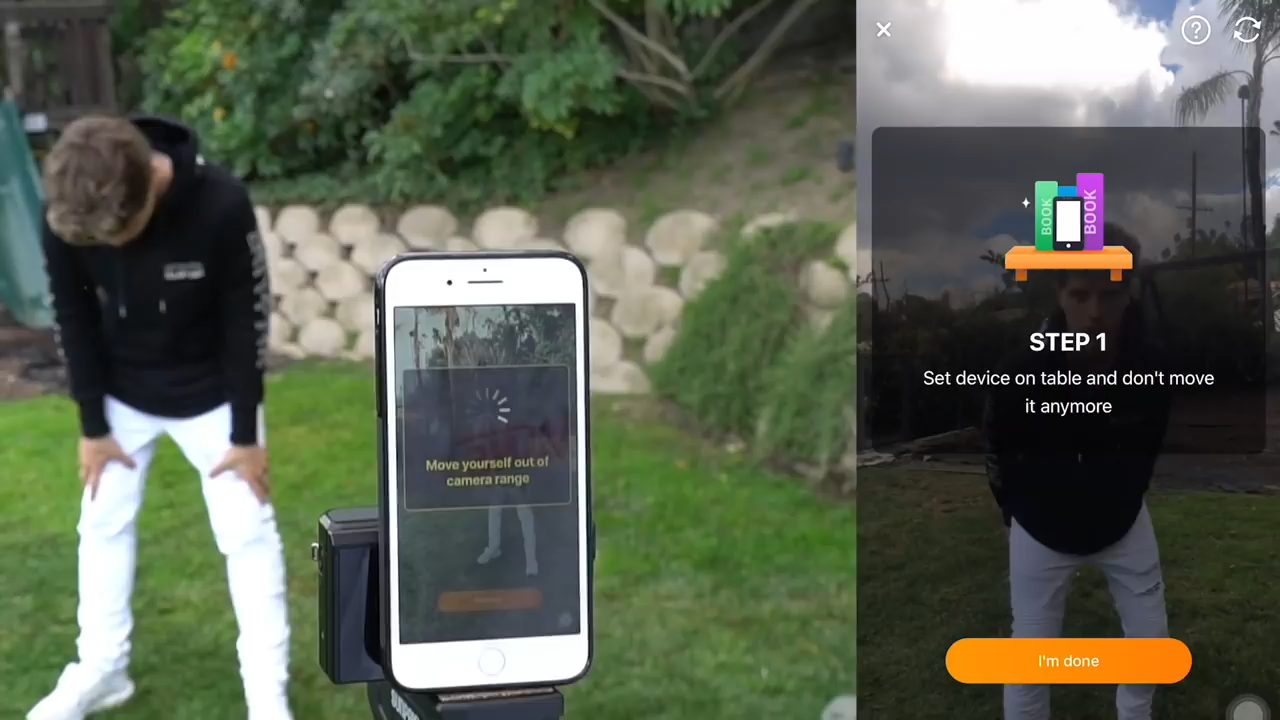 Move yourself out of
camera range
BOOK
BOOK
STEP 1
Set device on table and don't move
it anymore
I'm done